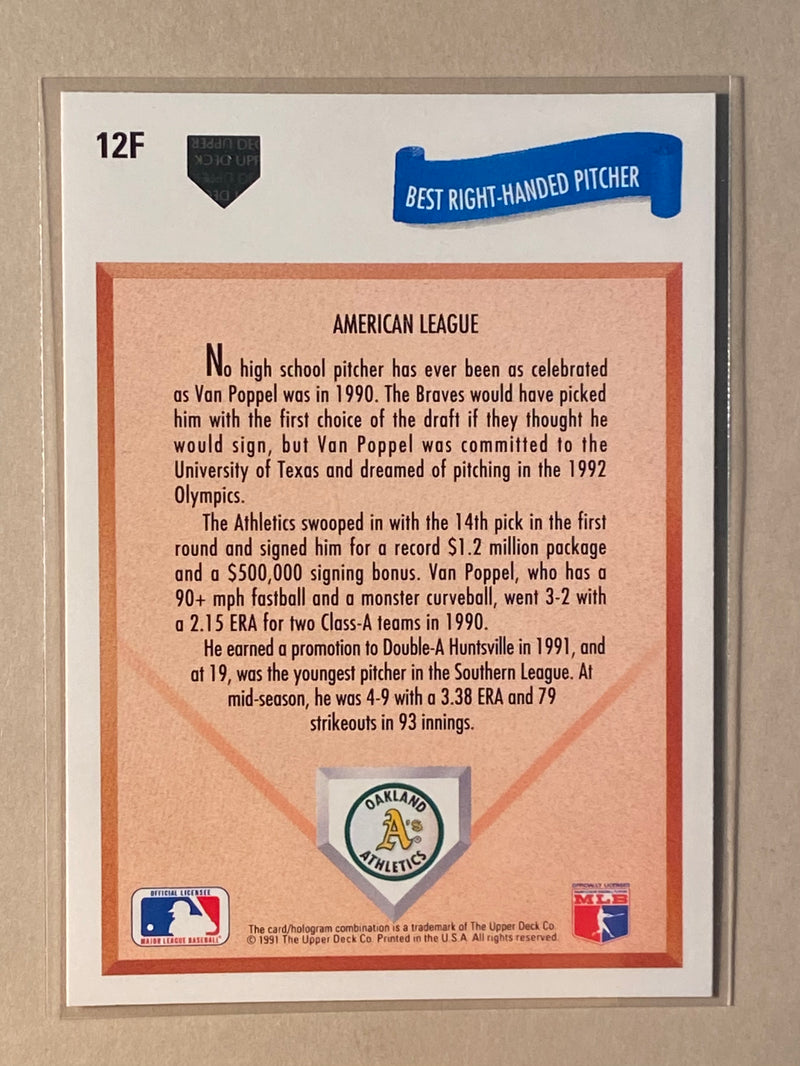 12F
BEST RIGHT-HANDED PITCHER
AMERICAN LEAGUE
No high school pitcher has ever been as celebrated
as Van Poppel was in 1990. The Braves would have picked
him with the first choice of the draft if they thought he
would sign, but Van Poppel was committed to the
University of Texas and dreamed of pitching in the 1992
Olympics.
The Athletics swooped in with the 14th pick in the first
round and signed him for a record $1.2 million package
and a $500,000 signing bonus. Van Poppel, who has a
90+ mph fastball and a monster curveball, went 3-2 with
a 2.15 ERA for two Class-A teams in 1990.
He earned a promotion to Double-A Huntsville in 1991, and
at 19, was the youngest pitcher in the Southern League. At
mid-season, he was 4-9 with a 3.38 ERA and 79
strikeouts in 93 innings.
OAKLAND
A's
ATHLETICS
OFFICIAL LICENSEE
MAJOR LEAGUE BASEBALL
The card/hologram combination is a trademark of The Upper Deck Co.
© 1991 The Upper Deck Co. Printed in the U.S.A. All rights reserved.
OFFICIALLY LICENSED
MLB